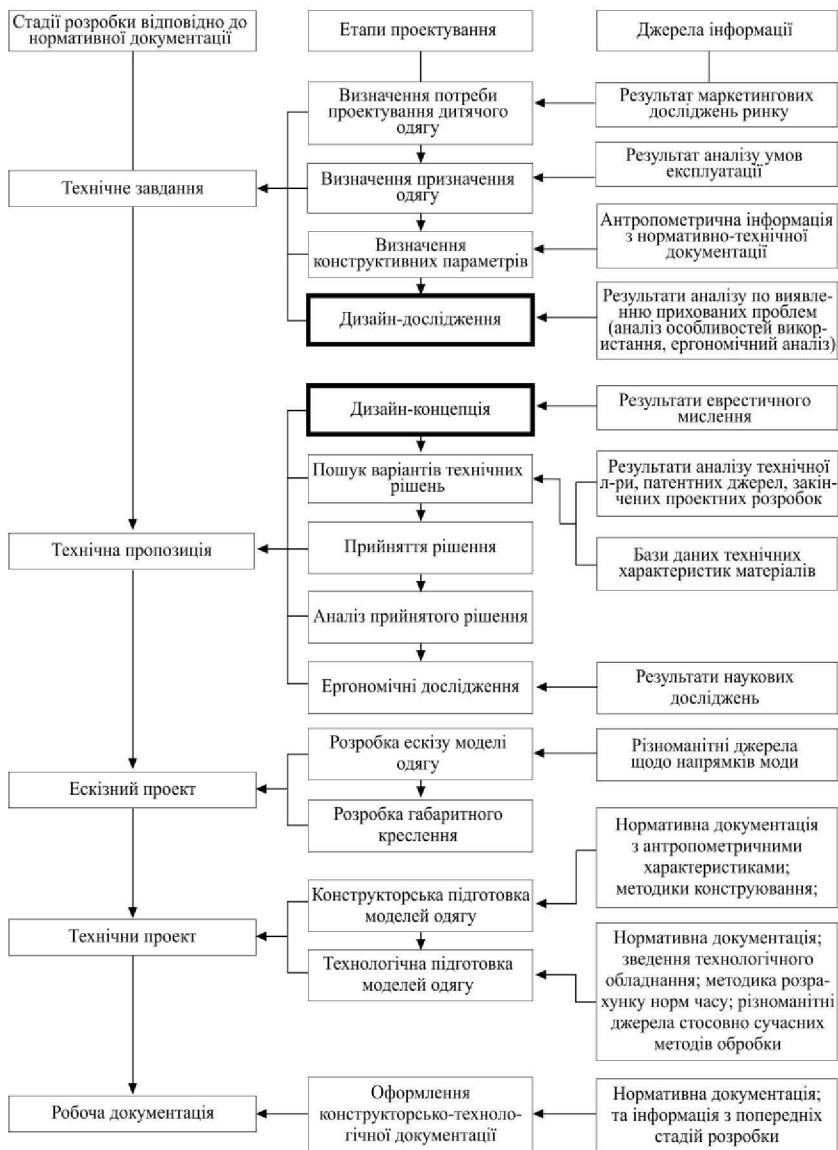 Стадії розробки відповідно до
нормативної документації
Етапи проектування
Джерела інформації
Визначення потреби
проектування дитячого
одягу
Результат маркетингових
досліджень ринку
Технічне завдання
Визначення призначення
одягу
Результат аналізу умов
експлуатації
Визначення
конструктивних параметрів
Антропометрична інформація
з нормативно-технічної
документації
Дизайн-дослідження
Результати аналізу по виявле-
нню прихованих проблем
(аналіз особливостей викор-
истання, ергономічний аналіз)
Дизайн-концепція
Результати еврестичного
мислення
Пошук варіантів технічних
рішень
Результати аналізу технічної
л-ри, патентних джерел, закін-
чених проектних розробок
Технічна пропозиція
Прийняття рішення
Бази даних технічних
характеристик матеріалів
Аналіз прийнятого рішення
Ергономічні дослідження
Результати наукових
досліджень
Ескізний проект
Розробка ескізу моделі
одягу
Різноманітні джерела
щодо напрямків моди
Розробка габаритного
креслення
Нормативна документація
з антропометричними
характеристиками;
методики конструювання;
Технічни проект
Конструкторська підготовка
моделей одягу
Технологічна підготовка
моделей одягу
Нормативна документація;
зведення технологічного
обладнання; методика розра-
хунку норм часу; різноманітні
джерела стосовно сучасних
методів обробки
Робоча документація
Оформлення
конструкторсько-техноло-
гічної документації
Нормативна документація;
та інформація з попередніх
стадій розробки